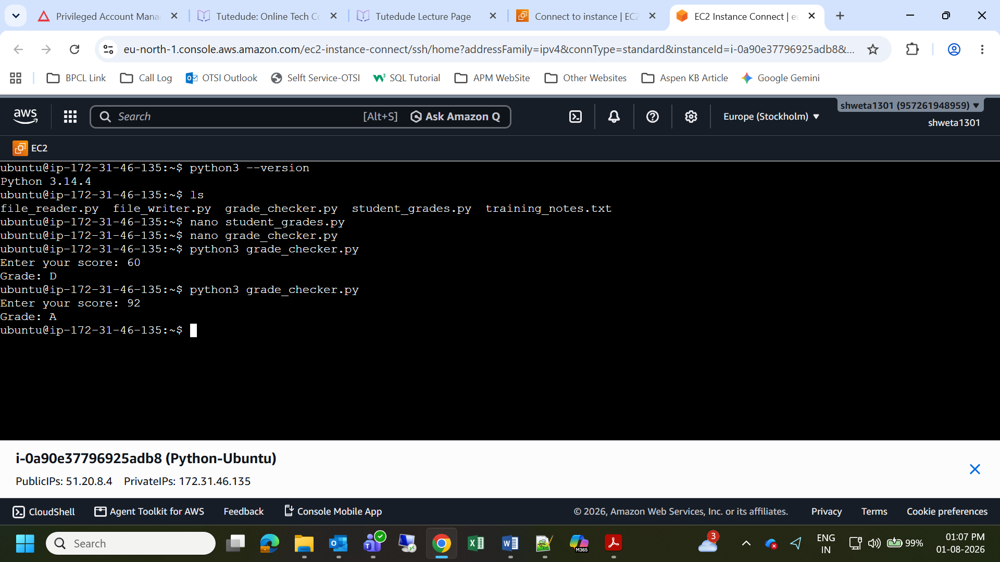 Privileged Account Mana
Tutedude: Online Tech Co
Tutedude Lecture Page
Connect to instance | EC2
EC2 Instance Connect | eu
eu-north-1.console.aws.amazon.com/ec2-instance-connect/ssh/home?addressFamily=ipv4&connType=standard&instanceId=i-0a90e37796925adb8&...
BPCL Link
Call Log
OTSI Outlook
Selft Service-OTSI
SQL Tutorial
APM WebSite
Other Websites
Aspen KB Article
Google Gemini
aws
Search
[Alt+S]
Ask Amazon Q
Europe (Stockholm)
shweta1301 (957261948959)
shweta1301
EC2
ubuntu@ip-172-31-46-135:~$ python3 --version
Python 3.14.4
ubuntu@ip-172-31-46-135:~$ ls
file_reader.py  file_writer.py  grade_checker.py  student_grades.py  training_notes.txt
ubuntu@ip-172-31-46-135:~$ nano student_grades.py
ubuntu@ip-172-31-46-135:~$ nano grade_checker.py
ubuntu@ip-172-31-46-135:~$ python3 grade_checker.py
Enter your score: 60
Grade: D
ubuntu@ip-172-31-46-135:~$ python3 grade_checker.py
Enter your score: 92
Grade: A
ubuntu@ip-172-31-46-135:~$
i-0a90e37796925adb8 (Python-Ubuntu)
PublicIPs: 51.20.8.4    PrivateIPs: 172.31.46.135
CloudShell
Agent Toolkit for AWS
Feedback
Console Mobile App
© 2026, Amazon Web Services, Inc. or its affiliates.
Privacy
Terms
Cookie preferences
Search
M365
3
ENG
IN
99%
01:07 PM
01-08-2026